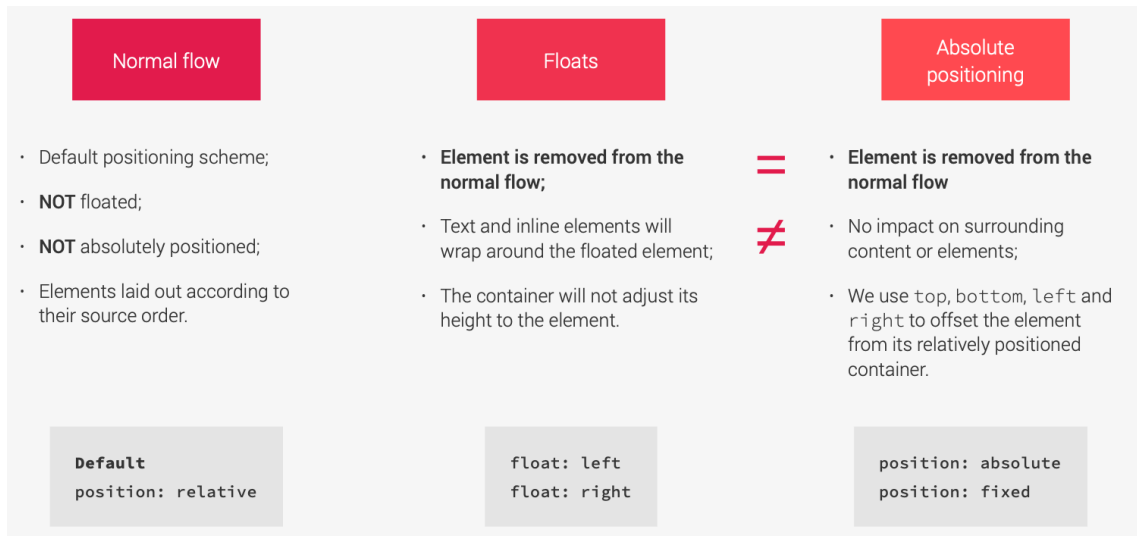 Normal flow
• Default positioning scheme;
• NOT floated;
• NOT absolutely positioned;
• Elements laid out according to
their source order.
Default
position: relative
Floats
• Element is removed from the
normal flow;
• Text and inline elements will
wrap around the floated element;
• The container will not adjust its
height to the element.
float: left
float: right
=
≠
Absolute
positioning
• Element is removed from the
normal flow
• No impact on surrounding
content or elements;
• We use top, bottom, left and
right to offset the element
from its relatively positioned
container.
position: absolute
position: fixed